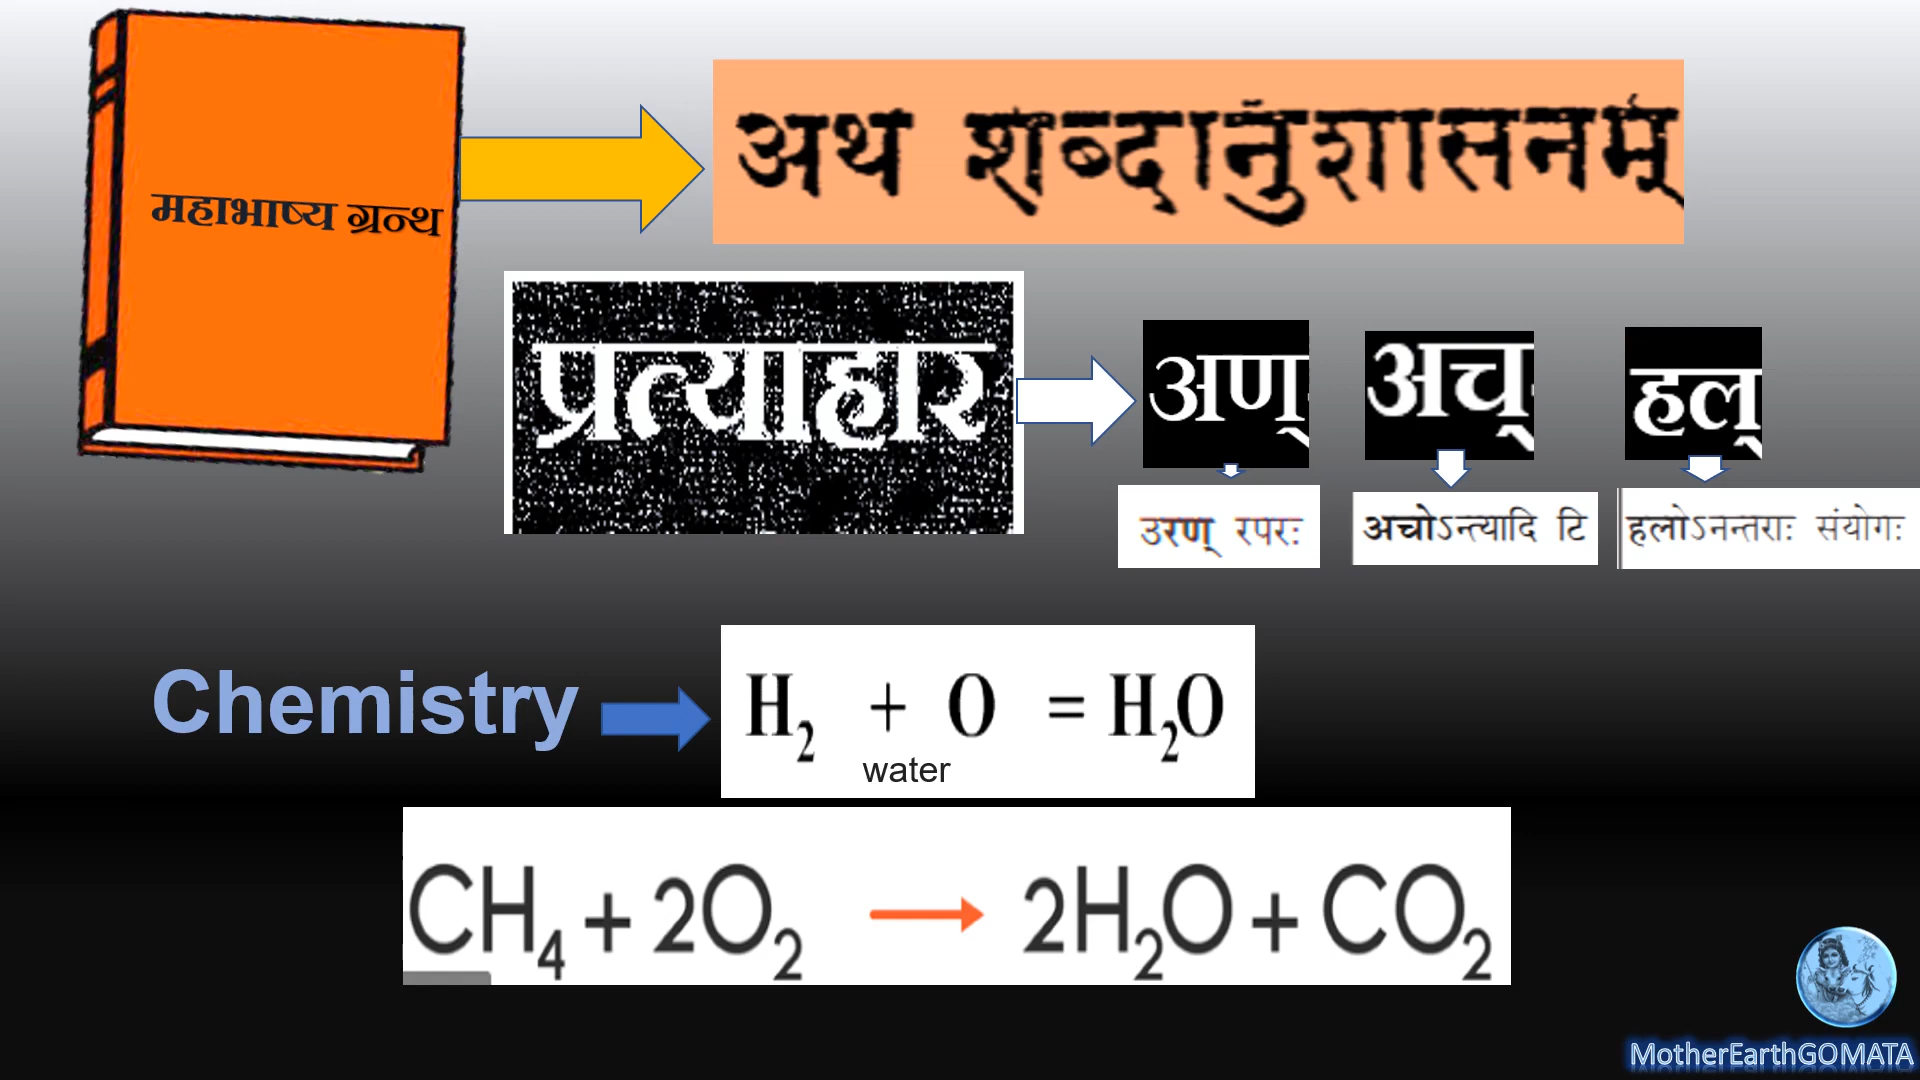 महाभाष्य ग्रन्थ
अथ शब्दानुशासनम्
प्रत्याहार
अण् अच् हल्
उरण् रपरः अचोऽन्त्यादि टि हलोऽनन्तराः संयोगः
Chemistry
H₂ + O = H₂O
water
CH₄ + 2O₂ → 2H₂O + CO₂
MotherEarthGOMATA